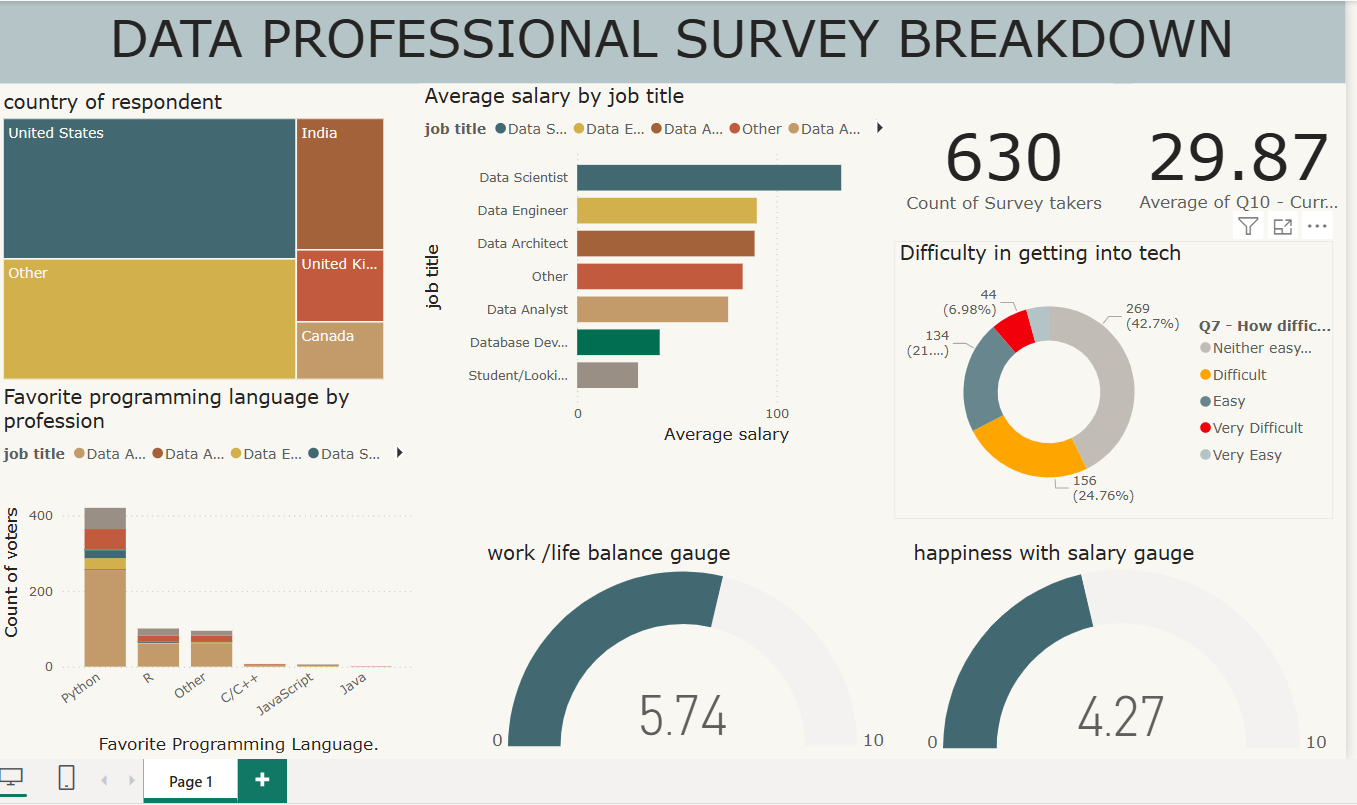 DATA PROFESSIONAL SURVEY BREAKDOWN
country of respondent
United States
India
Other
United Ki...
Canada
Average salary by job title
job title Data S... Data E... Data A... Other Data A...
job title
Data Scientist
Data Engineer
Data Architect
Other
Data Analyst
Database Dev...
Student/Looki...
0 100
Average salary
630
Count of Survey takers
29.87
Average of Q10 - Curr...
Difficulty in getting into tech
44
(6.98%)
269
(42.7%)
134
(21....)
156
(24.76%)
Q7 - How diffic...
Neither easy...
Difficult
Easy
Very Difficult
Very Easy
Favorite programming language by
profession
job title Data A... Data A... Data E... Data S...
Count of voters
400
200
0
Python R Other C/C++ JavaScript Java
Favorite Programming Language.
work /life balance gauge
5.74
0 10
happiness with salary gauge
4.27
0 10
Page 1